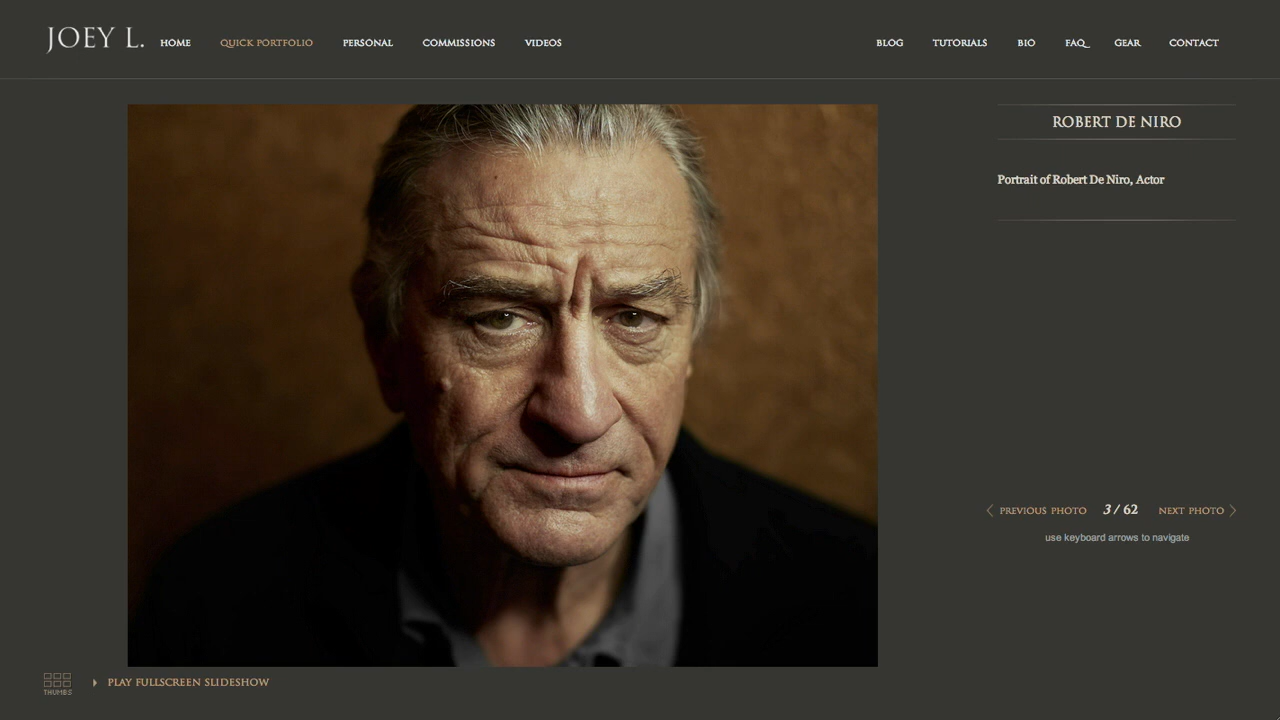 JOEY L. HOME QUICK PORTFOLIO PERSONAL COMMISSIONS VIDEOS BLOG TUTORIALS BIO FAQ GEAR CONTACT
ROBERT DE NIRO
Portrait of Robert De Niro, Actor
PREVIOUS PHOTO 3 / 62 NEXT PHOTO
use keyboard arrows to navigate
THUMBS PLAY FULLSCREEN SLIDESHOW